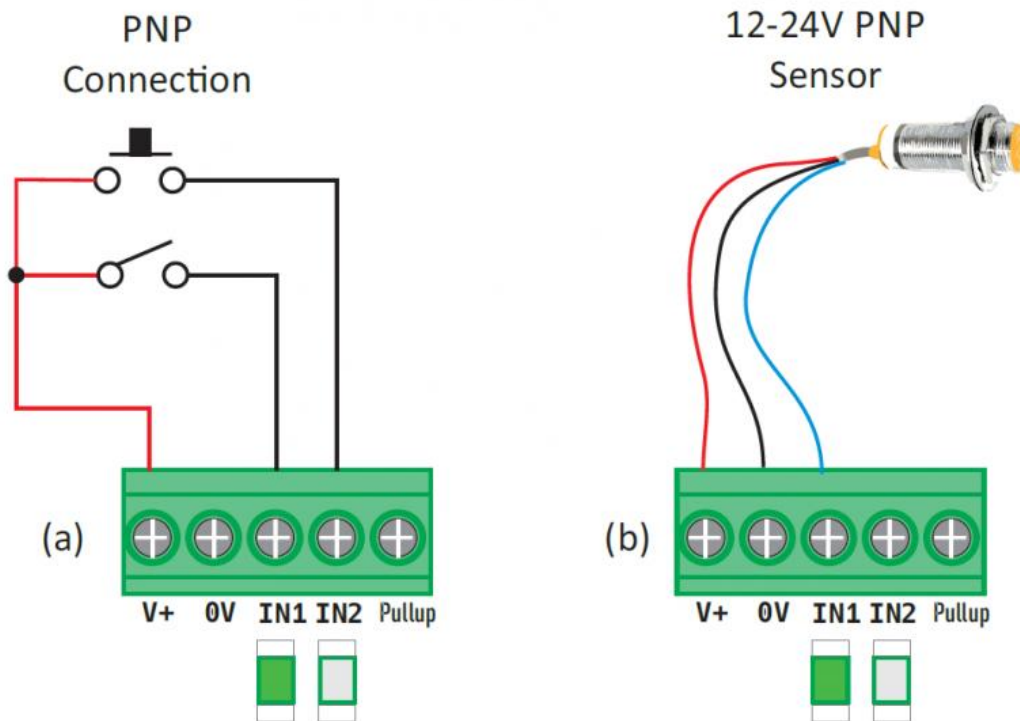 PNP
Connection
12-24V PNP
Sensor
(a)
V+ 0V IN1 IN2 Pullup
(b)
V+ 0V IN1 IN2 Pullup